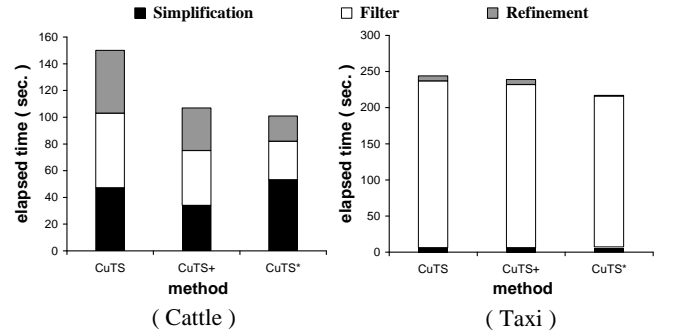 Simplification Filter Refinement
elapsed time ( sec. )
160
140
120
100
80
60
40
20
0
CuTS CuTS+ CuTS*
method
( Cattle )
elapsed time ( sec. )
300
250
200
150
100
50
0
CuTS CuTS+ CuTS*
method
( Taxi )